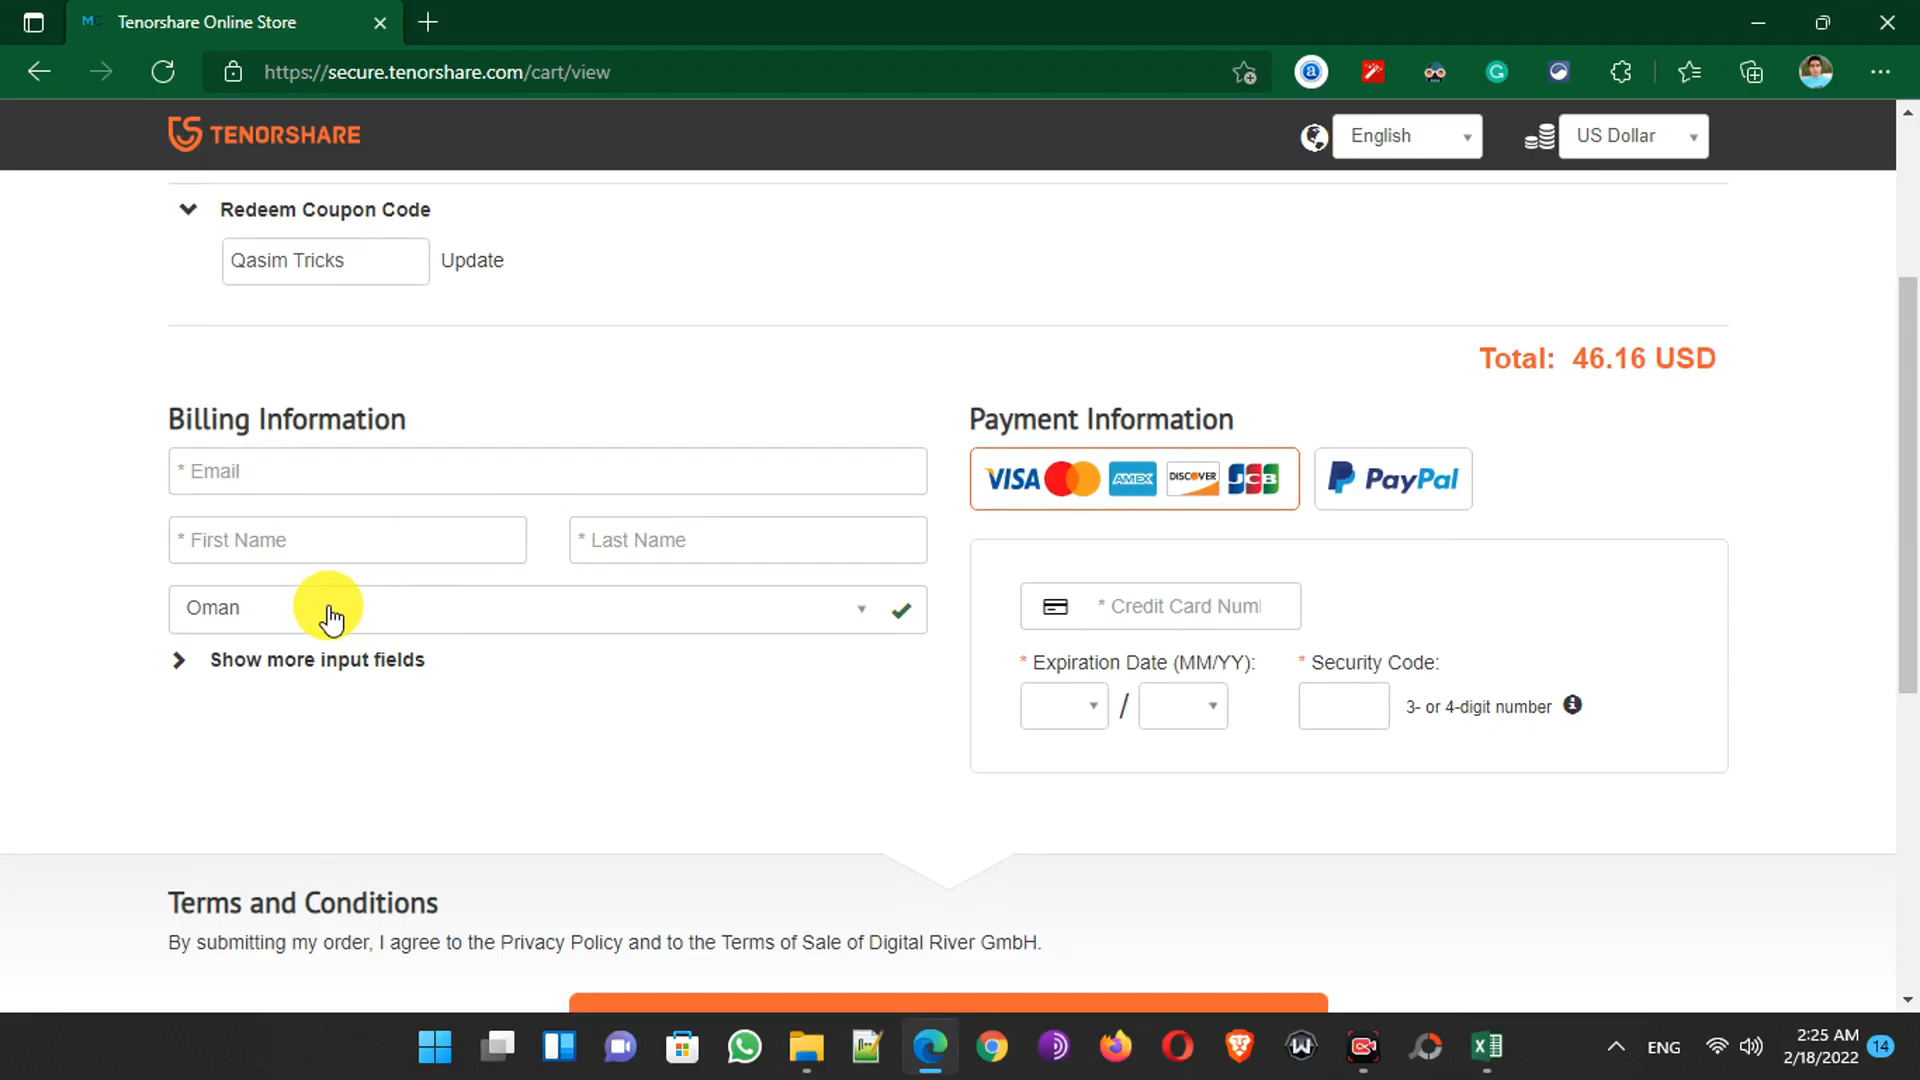 Tenorshare Online Store
https://secure.tenorshare.com/cart/view
TENORSHARE
English
US Dollar
Redeem Coupon Code
Qasim Tricks
Update
Total: 46.16 USD
Billing Information
Payment Information
* Email
VISA
AMEX
DISCOVER
JCB
PayPal
* First Name
* Last Name
Oman
* Credit Card Num
Show more input fields
* Expiration Date (MM/YY):
* Security Code:
/
3- or 4-digit number
Terms and Conditions
By submitting my order, I agree to the Privacy Policy and to the Terms of Sale of Digital River GmbH.
ENG
2:25 AM
2/18/2022
14